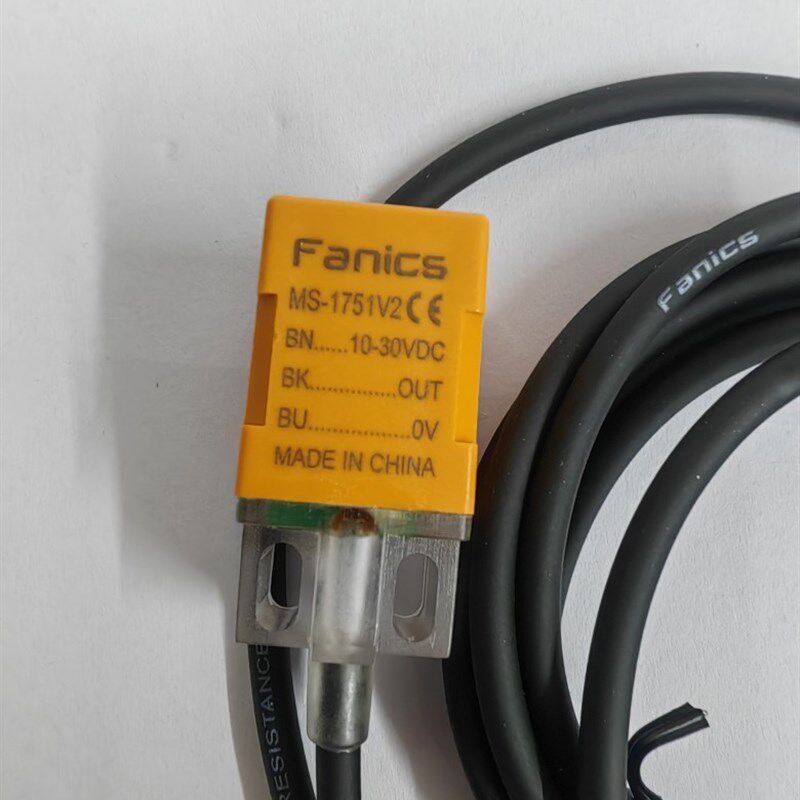 Fanics
MS-1751V2 CE
BN......10-30VDC
BK...............OUT
BU..................0V
MADE IN CHINA
Fanics
RESISTANCE